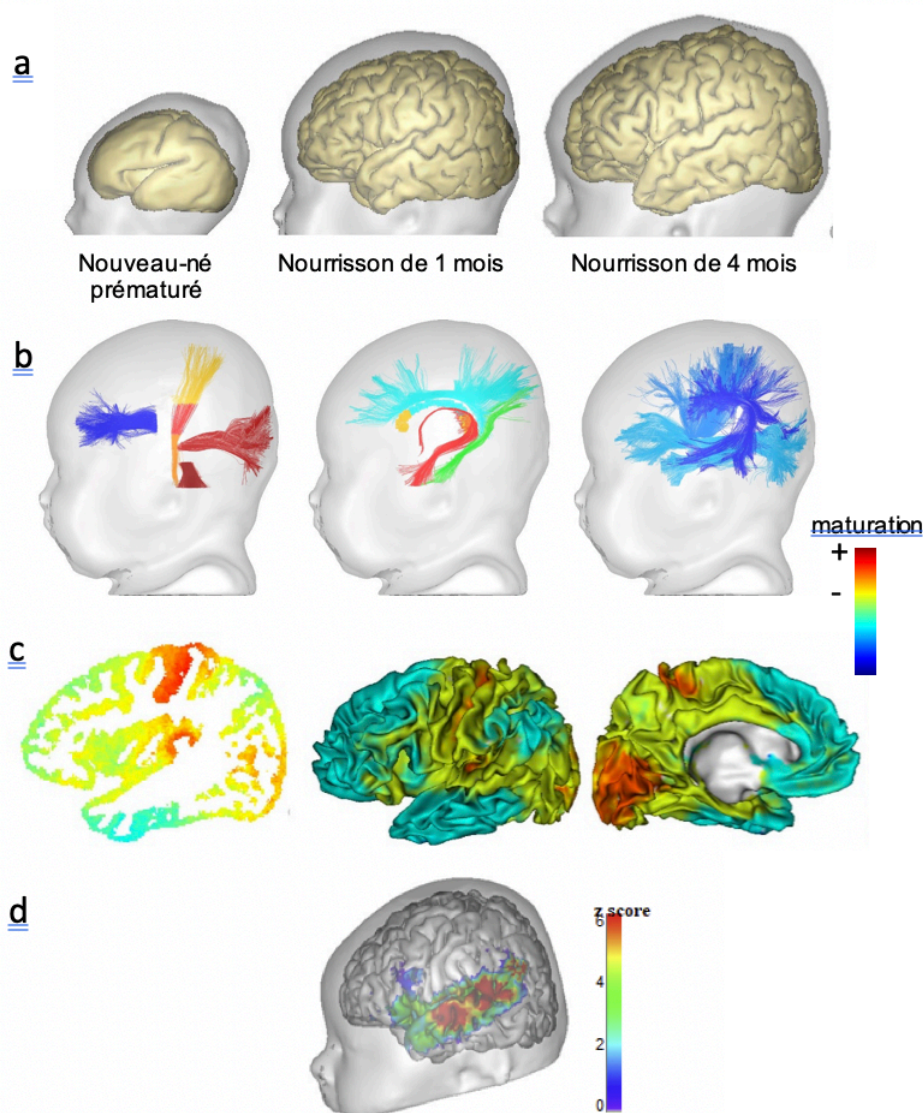 a
Nouveau-né
prématuré
Nourrisson de 1 mois
Nourrisson de 4 mois
b
maturation
+
-
c
d
z score
6
4
2
0